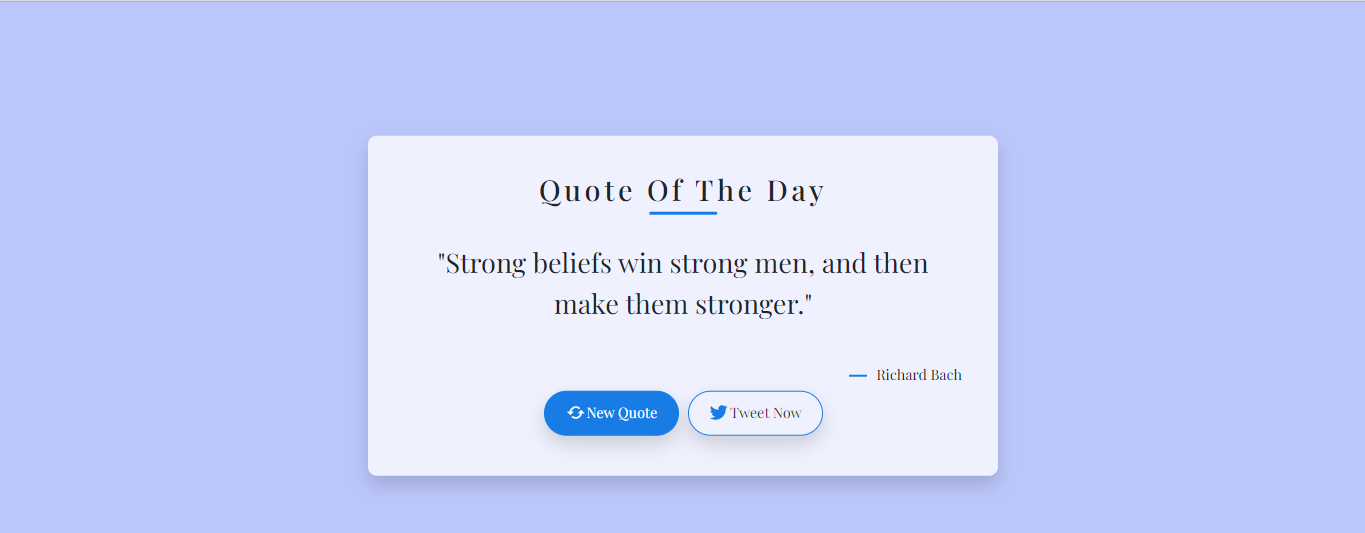 Quote Of The Day
"Strong beliefs win strong men, and then
make them stronger."
Richard Bach
New Quote
Tweet Now